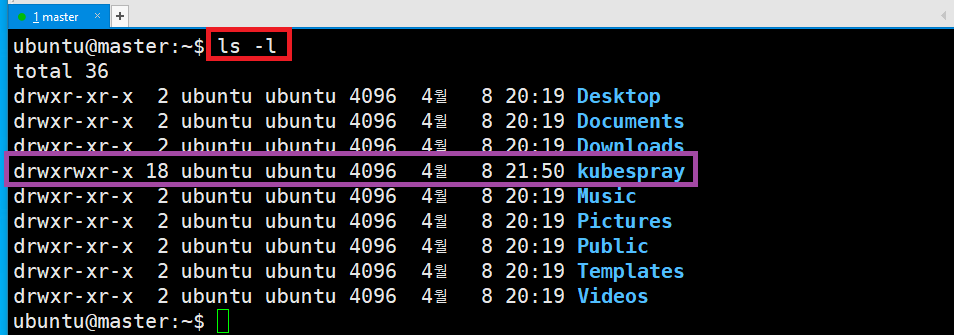 1 master × +
ubuntu@master:~$ ls -l
total 36
drwxr-xr-x  2 ubuntu ubuntu 4096  4월   8 20:19 Desktop
drwxr-xr-x  2 ubuntu ubuntu 4096  4월   8 20:19 Documents
drwxr-xr-x  2 ubuntu ubuntu 4096  4월   8 20:19 Downloads
drwxrwxr-x 18 ubuntu ubuntu 4096  4월   8 21:50 kubespray
drwxr-xr-x  2 ubuntu ubuntu 4096  4월   8 20:19 Music
drwxr-xr-x  2 ubuntu ubuntu 4096  4월   8 20:19 Pictures
drwxr-xr-x  2 ubuntu ubuntu 4096  4월   8 20:19 Public
drwxr-xr-x  2 ubuntu ubuntu 4096  4월   8 20:19 Templates
drwxr-xr-x  2 ubuntu ubuntu 4096  4월   8 20:19 Videos
ubuntu@master:~$